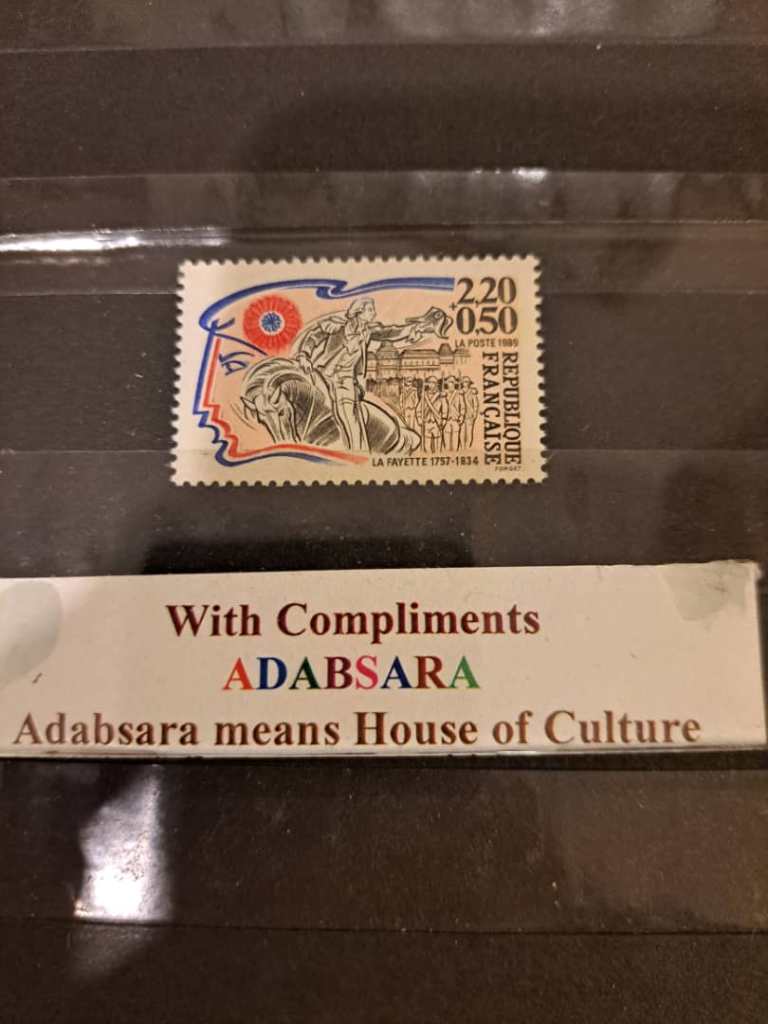 2,20
+0,50
LA POSTE 1989
REPUBLIQUE
FRANÇAISE
LA FAYETTE 1757-1834
FORGET
With Compliments
ADABSARA
Adabsara means House of Culture